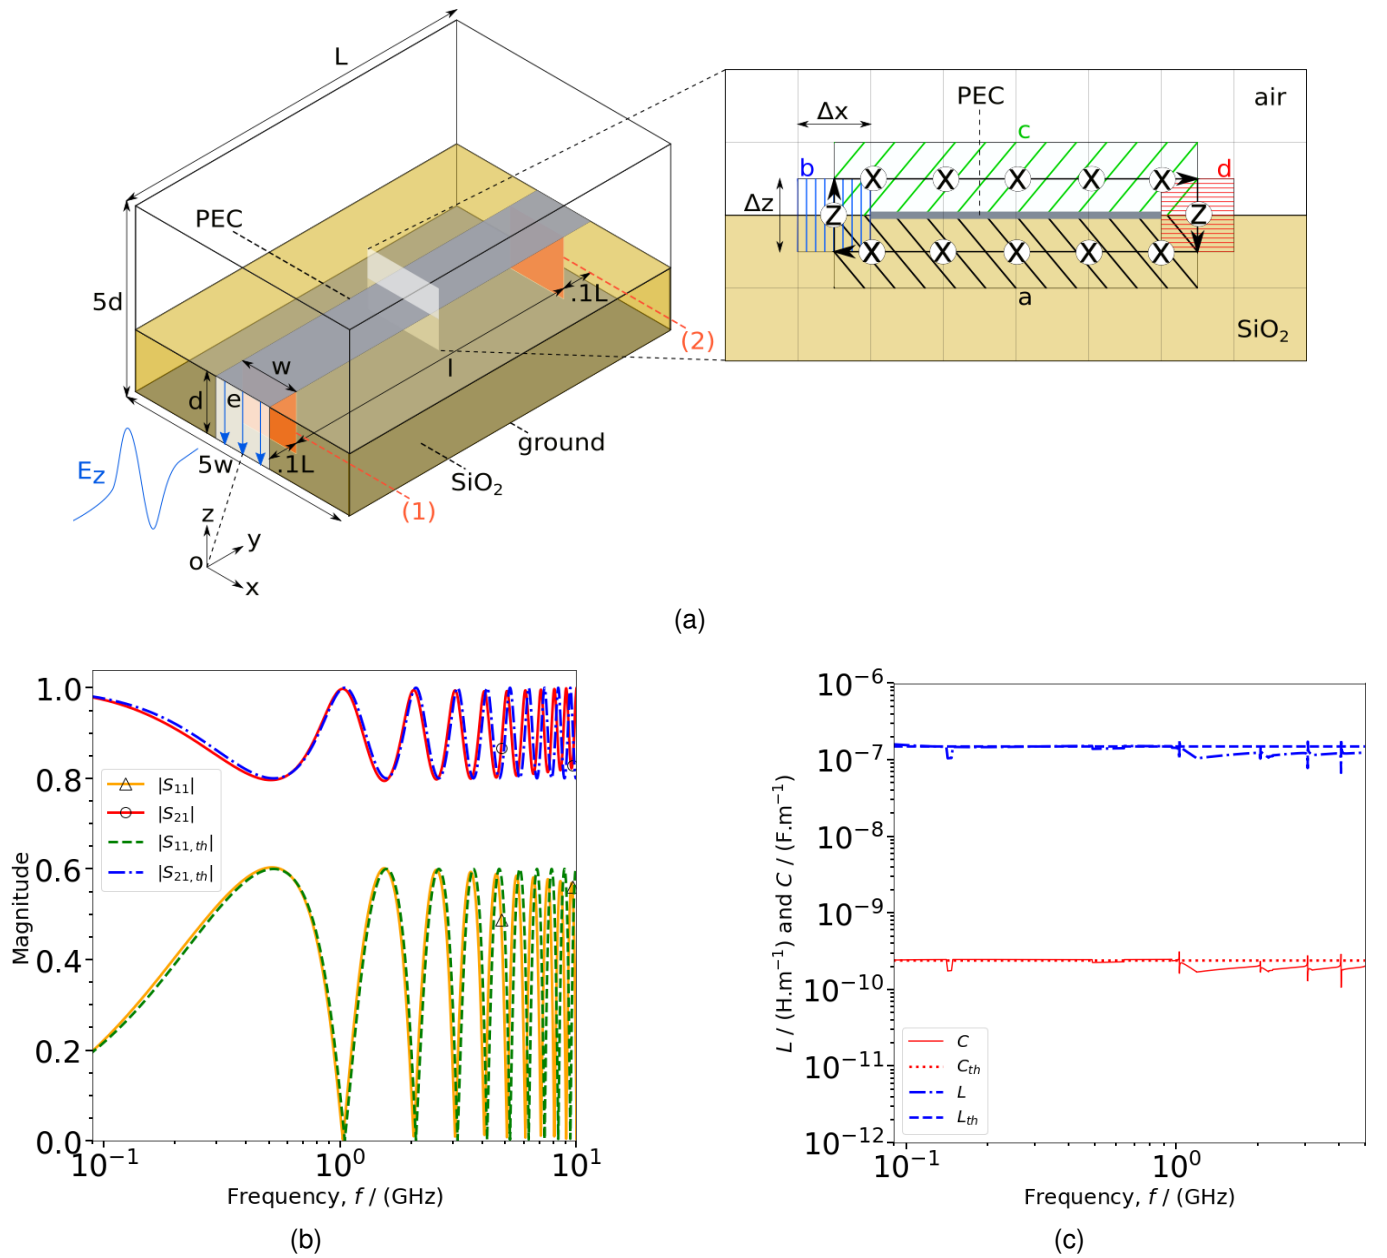 L
PEC
5d
.1L
(2)
w
l
d
e
ground
5w
.1L
SiO2
Ez
(1)
z
y
o
x
PEC
air
Δx
c
b
d
Δz
X X X X X
Z Z
X X X X X
a
SiO2
(a)
1.0
0.8
0.6
0.4
0.2
0.0
Magnitude
|S11|
|S21|
|S11,th|
|S21,th|
10−1 100 101
Frequency, f / (GHz)
(b)
10−6
10−7
10−8
10−9
10−10
10−11
10−12
L / (H.m−1) and C / (F.m−1)
C
Cth
L
Lth
10−1 100
Frequency, f / (GHz)
(c)